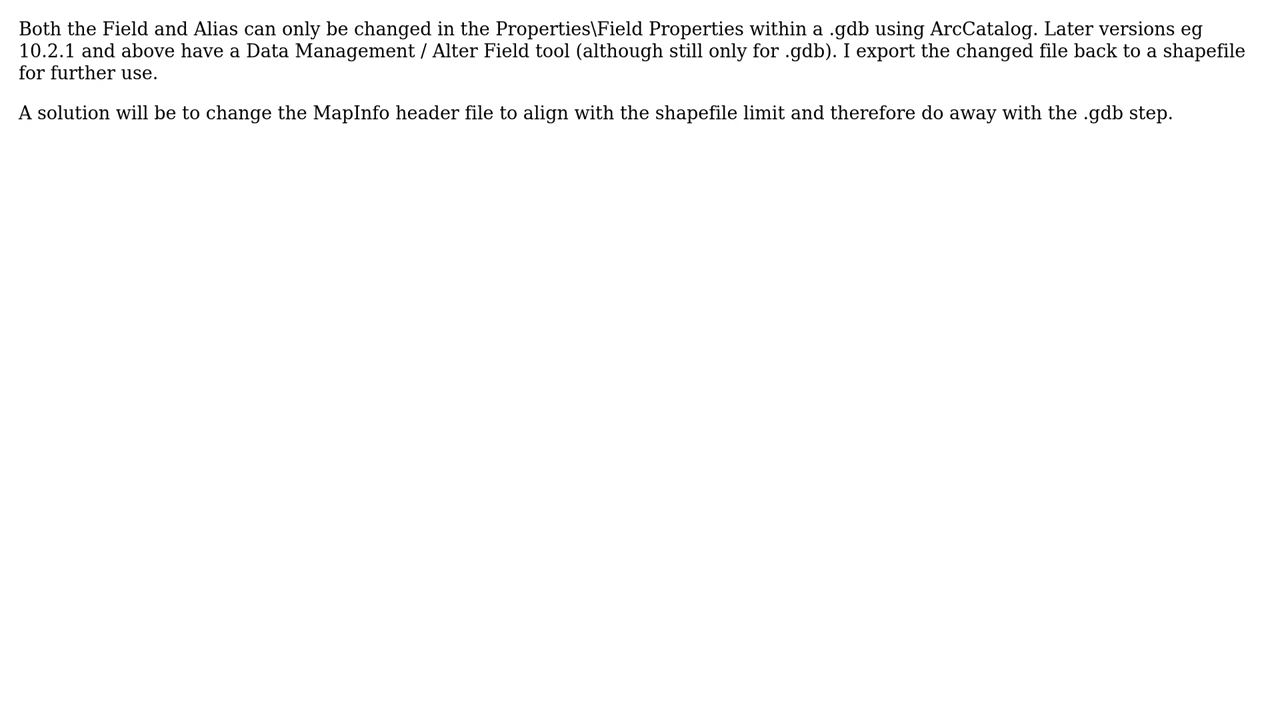 Both the Field and Alias can only be changed in the Properties\Field Properties within a .gdb using ArcCatalog. Later versions eg
10.2.1 and above have a Data Management / Alter Field tool (although still only for .gdb). I export the changed file back to a shapefile
for further use.
A solution will be to change the MapInfo header file to align with the shapefile limit and therefore do away with the .gdb step.